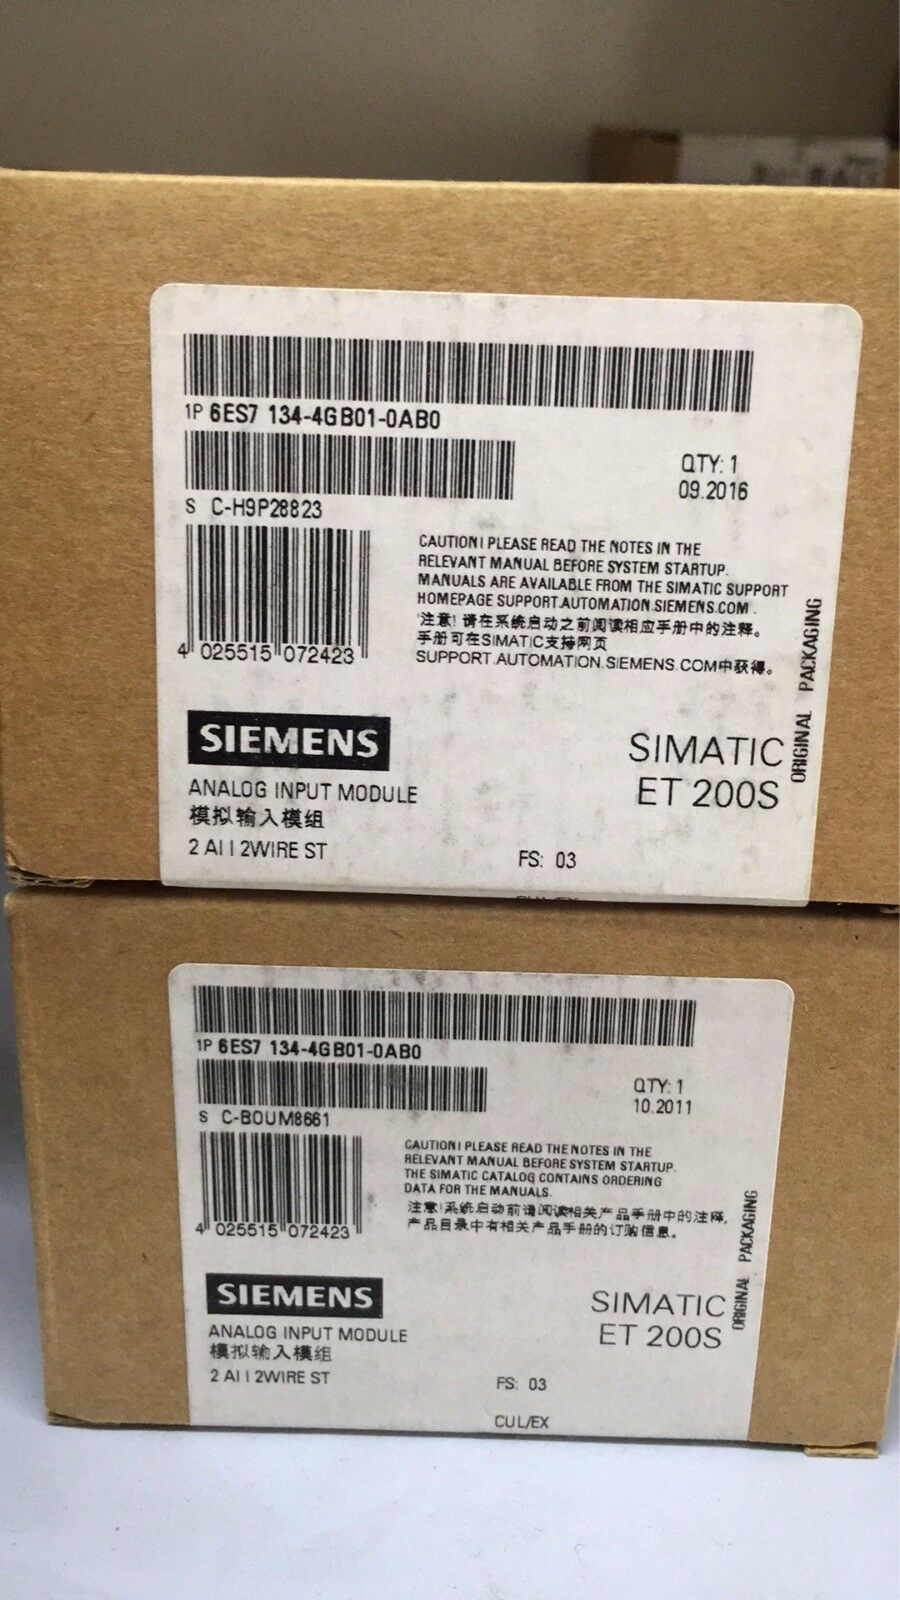 1P 6ES7 134-4GB01-0AB0
QTY: 1
09.2016
S C-H9P28823
CAUTION! PLEASE READ THE NOTES IN THE
RELEVANT MANUAL BEFORE SYSTEM STARTUP.
MANUALS ARE AVAILABLE FROM THE SIMATIC SUPPORT
HOMEPAGE SUPPORT.AUTOMATION.SIEMENS.COM.
注意! 请在系统启动之前阅读相应手册中的注释。
手册可在SIMATIC支持网页
SUPPORT.AUTOMATION.SIEMENS.COM中获得。
4 025515 072423
ORIGINAL PACKAGING
SIEMENS
SIMATIC
ET 200S
ANALOG INPUT MODULE
模拟输入模组
2 AI I 2WIRE ST
FS: 03
CUL/EX
1P 6ES7 134-4GB01-0AB0
QTY: 1
10.2011
S C-B0UM8661
CAUTION! PLEASE READ THE NOTES IN THE
RELEVANT MANUAL BEFORE SYSTEM STARTUP.
THE SIMATIC CATALOG CONTAINS ORDERING
DATA FOR THE MANUALS.
注意!系统启动前请阅读相关产品手册中的注释,
产品目录中有相关产品手册的订购信息。
4 025515 072423
ORIGINAL PACKAGING
SIEMENS
SIMATIC
ET 200S
ANALOG INPUT MODULE
模拟输入模组
2 AI I 2WIRE ST
FS: 03
CUL/EX